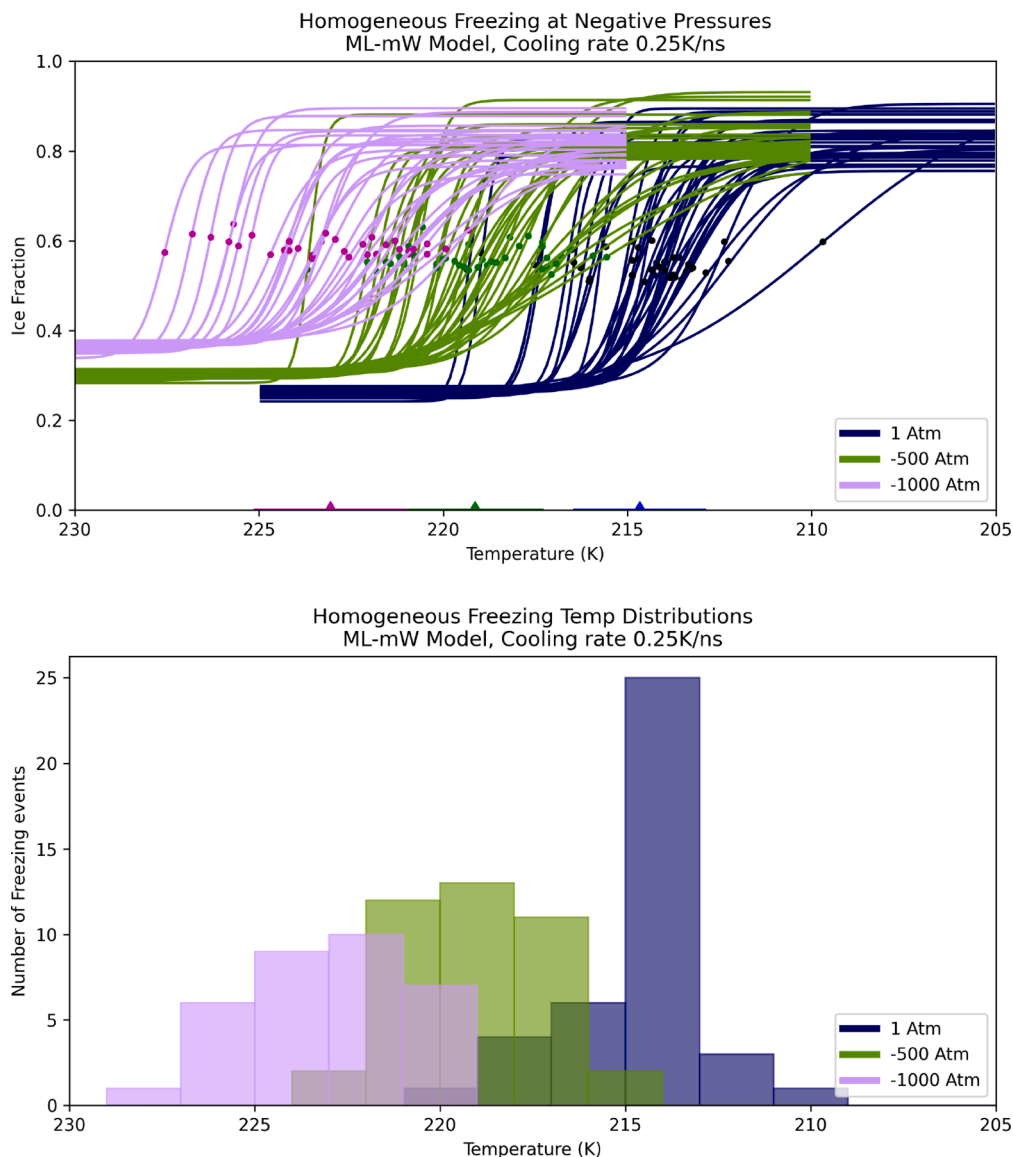 Homogeneous Freezing at Negative Pressures
ML-mW Model, Cooling rate 0.25K/ns
1.0
0.8
0.6
0.4
0.2
0.0
Ice Fraction
1 Atm
-500 Atm
-1000 Atm
230
225
220
215
210
205
Temperature (K)
Homogeneous Freezing Temp Distributions
ML-mW Model, Cooling rate 0.25K/ns
25
20
15
10
5
0
Number of Freezing events
1 Atm
-500 Atm
-1000 Atm
230
225
220
215
210
205
Temperature (K)